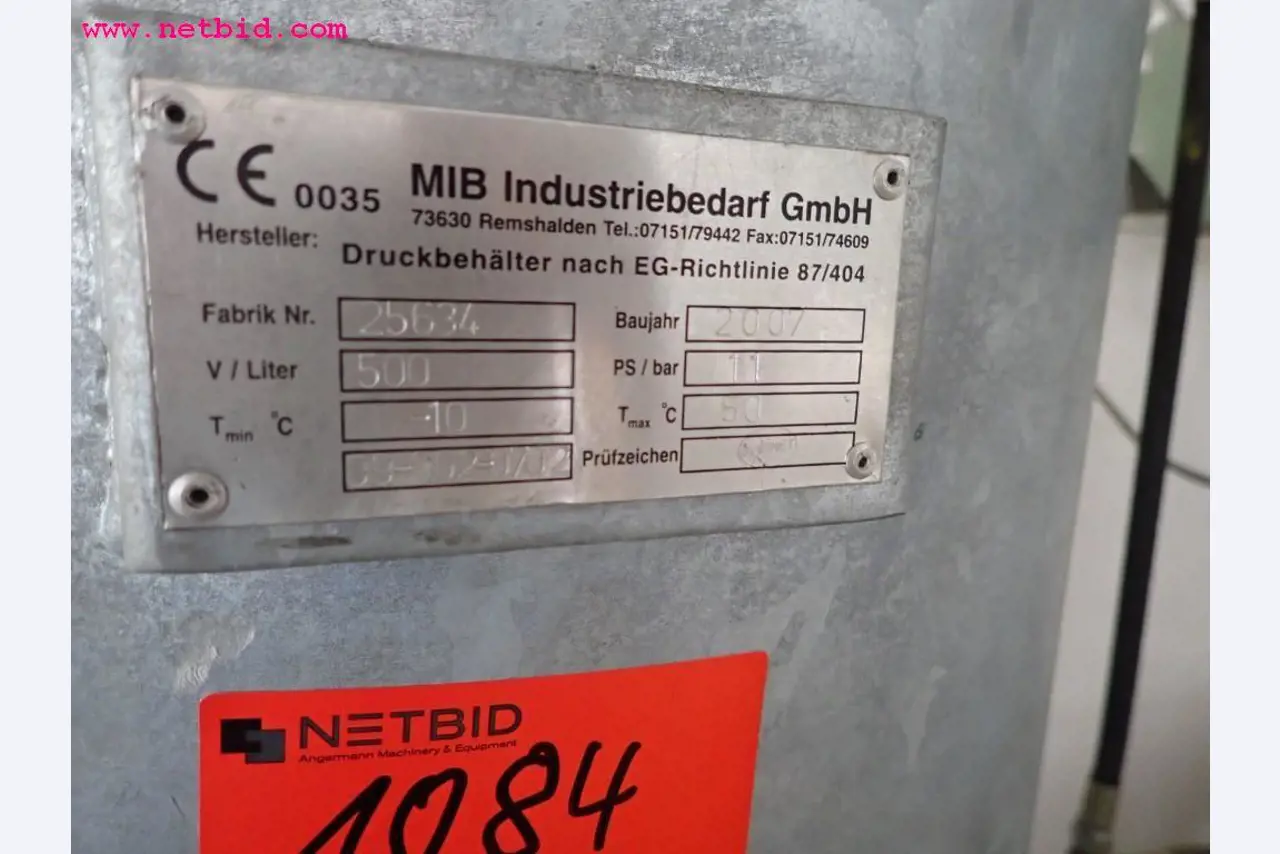 www.netbid.com
CE 0035 MIB Industriebedarf GmbH
73630 Remshalden Tel.:07151/79442 Fax:07151/74609
Hersteller:
Druckbehälter nach EG-Richtlinie 87/404
Fabrik Nr. 25634 Baujahr 2007
V / Liter 500 PS / bar 11
Tmin °C -10 Tmax °C 50
Prüfzeichen
NETBID
Angermann Machinery & Equipment
1084